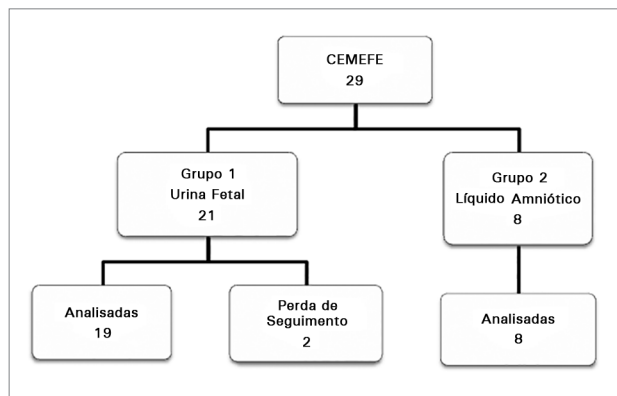 CEMEFE
29
Grupo 1
Urina Fetal
21
Grupo 2
Líquido Amniótico
8
Analisadas
19
Perda de
Seguimento
2
Analisadas
8